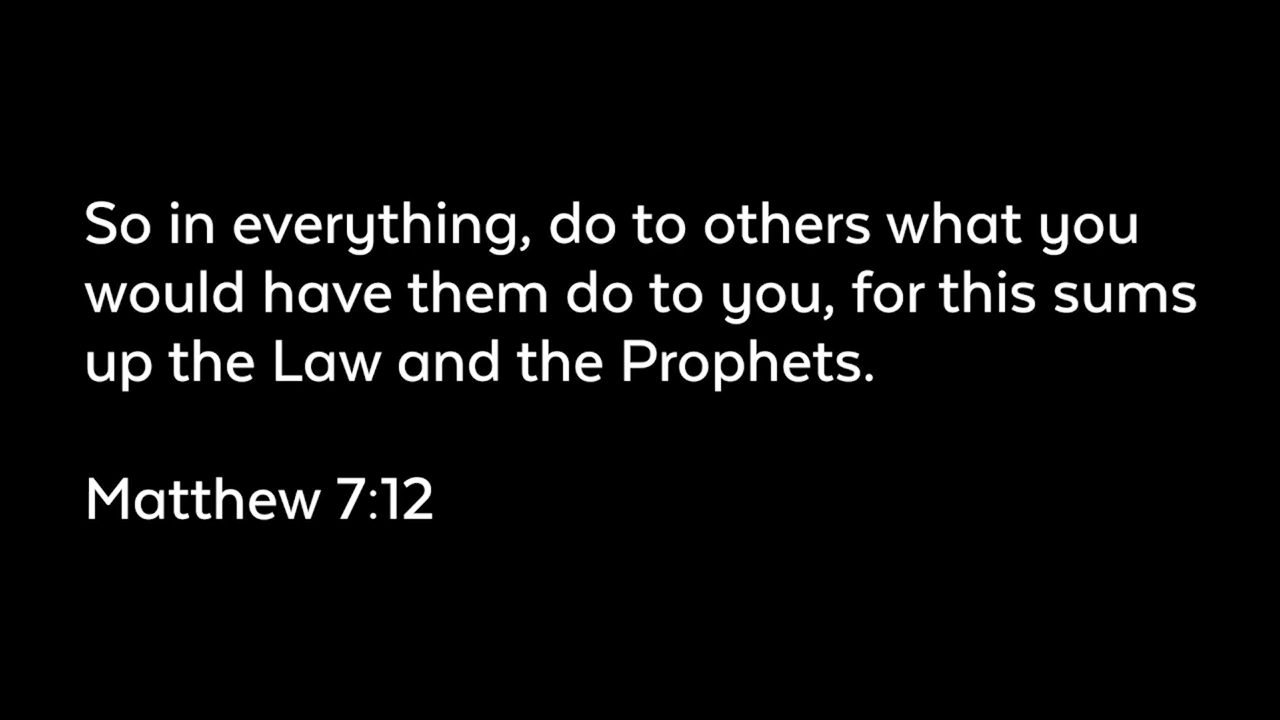 So in everything, do to others what you
would have them do to you, for this sums
up the Law and the Prophets.
Matthew 7:12